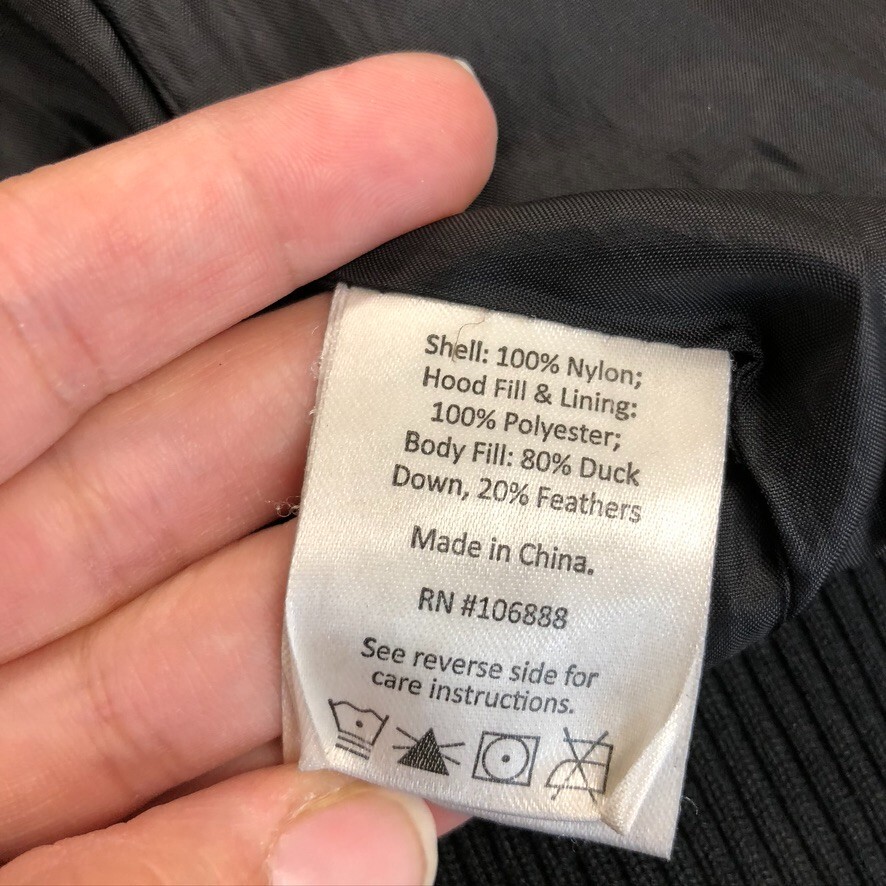 Shell: 100% Nylon;
Hood Fill & Lining:
100% Polyester;
Body Fill: 80% Duck
Down, 20% Feathers
Made in China.
RN #106888
See reverse side for
care instructions.